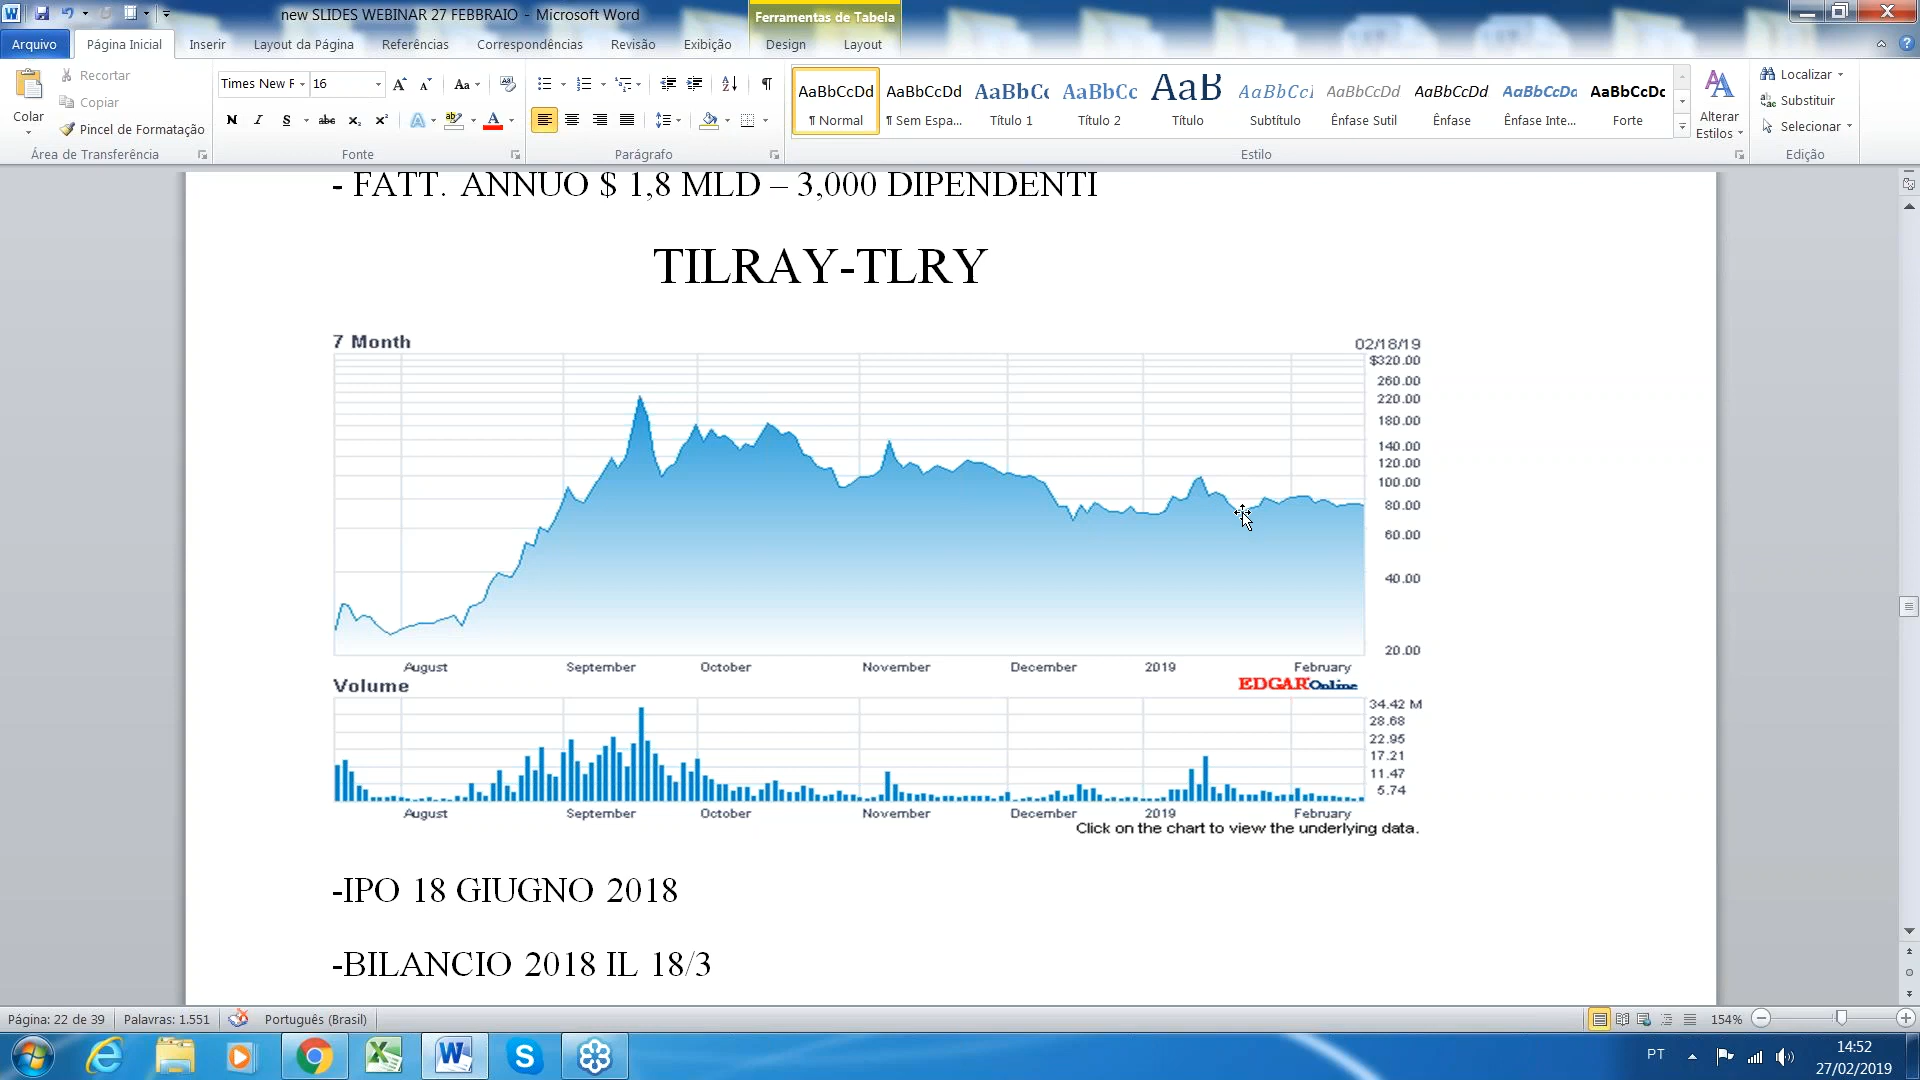 new SLIDES WEBINAR 27 FEBBRAIO - Microsoft Word
Ferramentas de Tabela
Arquivo Página Inicial Inserir Layout da Página Referências Correspondências Revisão Exibição Design Layout
Colar
Recortar
Copiar
Pincel de Formatação
Área de Transferência
Times New F 16
Aa
N I S abc x₂ x² A ab A
Fonte
Parágrafo
AaBbCcDd AaBbCcDd AaBbCc AaBbCc AaB AaBbCcI AaBbCcDd AaBbCcDd AaBbCcDd AaBbCcDc
¶ Normal ¶ Sem Espa... Título 1 Título 2 Título Subtítulo Ênfase Sutil Ênfase Ênfase Inte... Forte
Estilo
Alterar Estilos
Localizar
Substituir
Selecionar
Edição
- FATT. ANNUO $ 1,8 MLD – 3,000 DIPENDENTI
TILRAY-TLRY
7 Month 02/18/19
$320.00
260.00
220.00
180.00
140.00
120.00
100.00
80.00
60.00
40.00
20.00
August September October November December 2019 February
Volume EDGAR Online
34.42 M
28.68
22.95
17.21
11.47
5.74
August September October November December 2019 February
Click on the chart to view the underlying data.
-IPO 18 GIUGNO 2018
-BILANCIO 2018 IL 18/3
Página: 22 de 39 Palavras: 1.551 Português (Brasil) 154%
PT 14:52
27/02/2019